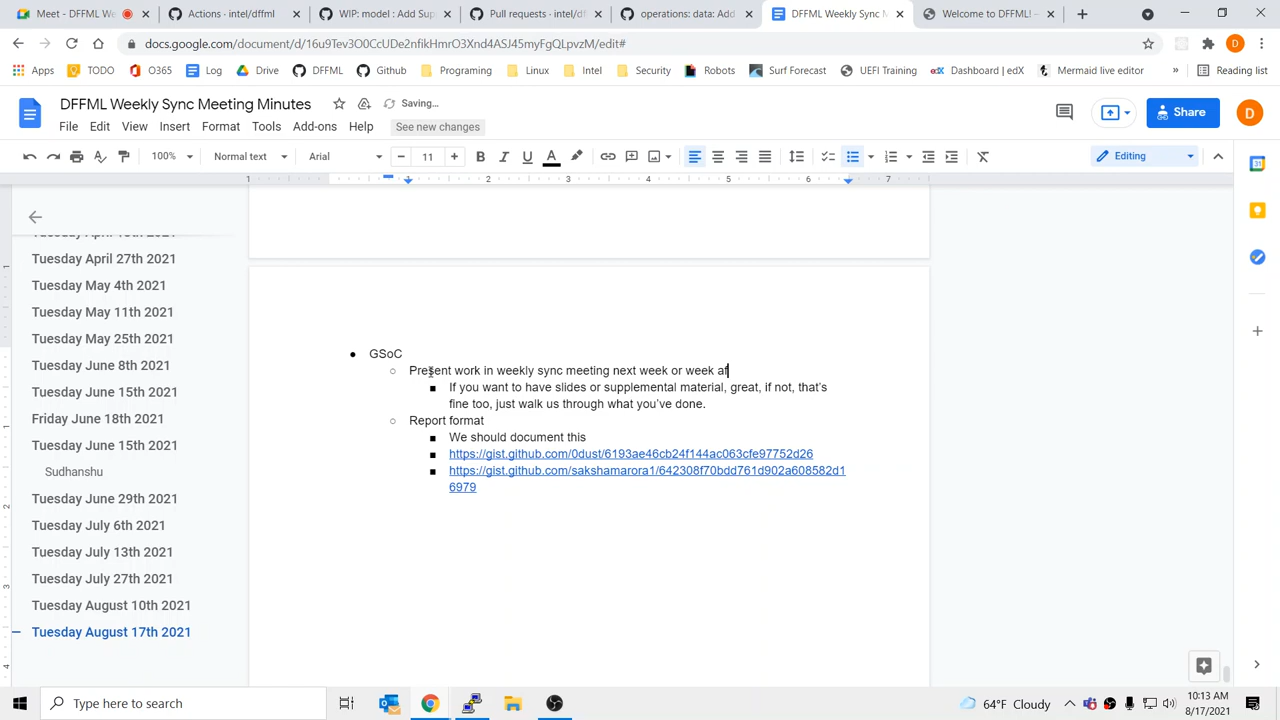 Meet - DFFML We
Actions · intel/dffml
WIP: model : Add Sup
Pull requests · intel/df
operations: data: Add
DFFML Weekly Sync M
Welcome to DFFML! —
docs.google.com/document/d/16u9Tev3O0CcUDe2nfikHmrO3Xnd4ASJ45myFgQLpvzM/edit#
Apps TODO O365 Log Drive DFFML Github Programing Linux Intel Security Robots Surf Forecast UEFI Training Dashboard | edX Mermaid live editor » Reading list
DFFML Weekly Sync Meeting Minutes Saving…
File Edit View Insert Format Tools Add-ons Help See new changes
Share
D
100% Normal text Arial 11 Editing
1 1 2 3 4 5 6 7
Tuesday April 27th 2021
Tuesday May 4th 2021
Tuesday May 11th 2021
Tuesday May 25th 2021
Tuesday June 8th 2021
Tuesday June 15th 2021
Friday June 18th 2021
Tuesday June 15th 2021
Sudhanshu
Tuesday June 29th 2021
Tuesday July 6th 2021
Tuesday July 13th 2021
Tuesday July 27th 2021
Tuesday August 10th 2021
Tuesday August 17th 2021
● GSoC
○ Present work in weekly sync meeting next week or week af
■ If you want to have slides or supplemental material, great, if not, that's
fine too, just walk us through what you've done.
○ Report format
■ We should document this
■ https://gist.github.com/0dust/6193ae46cb24f144ac063cfe97752d26
■ https://gist.github.com/sakshamarora1/642308f70bdd761d902a608582d1
6979
Type here to search
64°F Cloudy
10:13 AM
8/17/2021